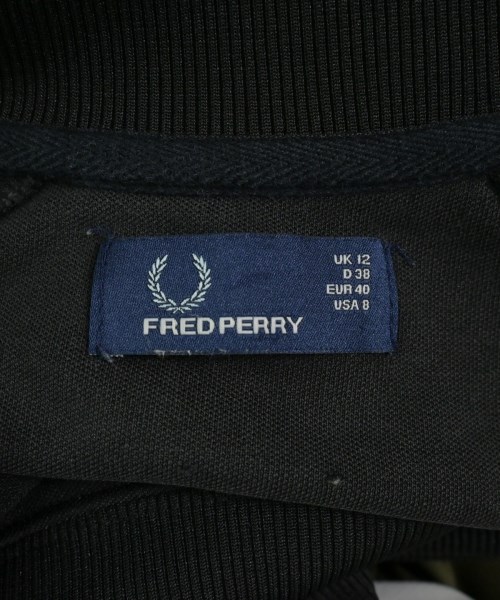 UK 12
D 38
EUR 40
USA 8
FRED PERRY